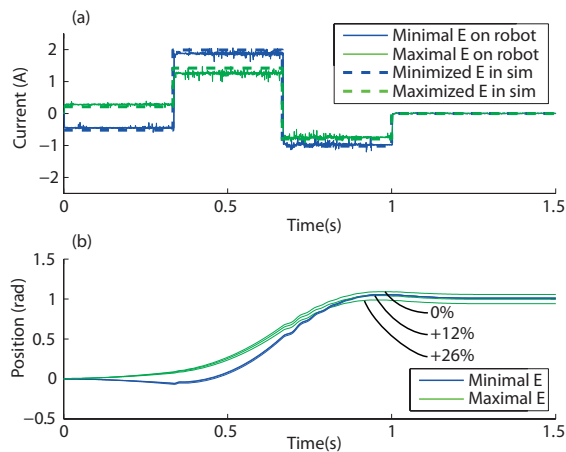 (a)
Current (A)
2
1
0
−1
−2
Minimal E on robot
Maximal E on robot
Minimized E in sim
Maximized E in sim
0
0.5
1
1.5
Time(s)
(b)
Position (rad)
1.5
1
0.5
0
−0.5
0%
+12%
+26%
Minimal E
Maximal E
0
0.5
1
1.5
Time(s)